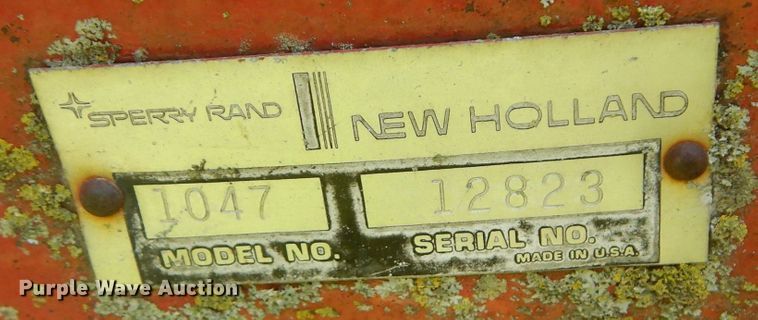 SPERRY RAND NEW HOLLAND
1047 12823
MODEL NO. SERIAL NO.
MADE IN U.S.A.
Purple Wave Auction